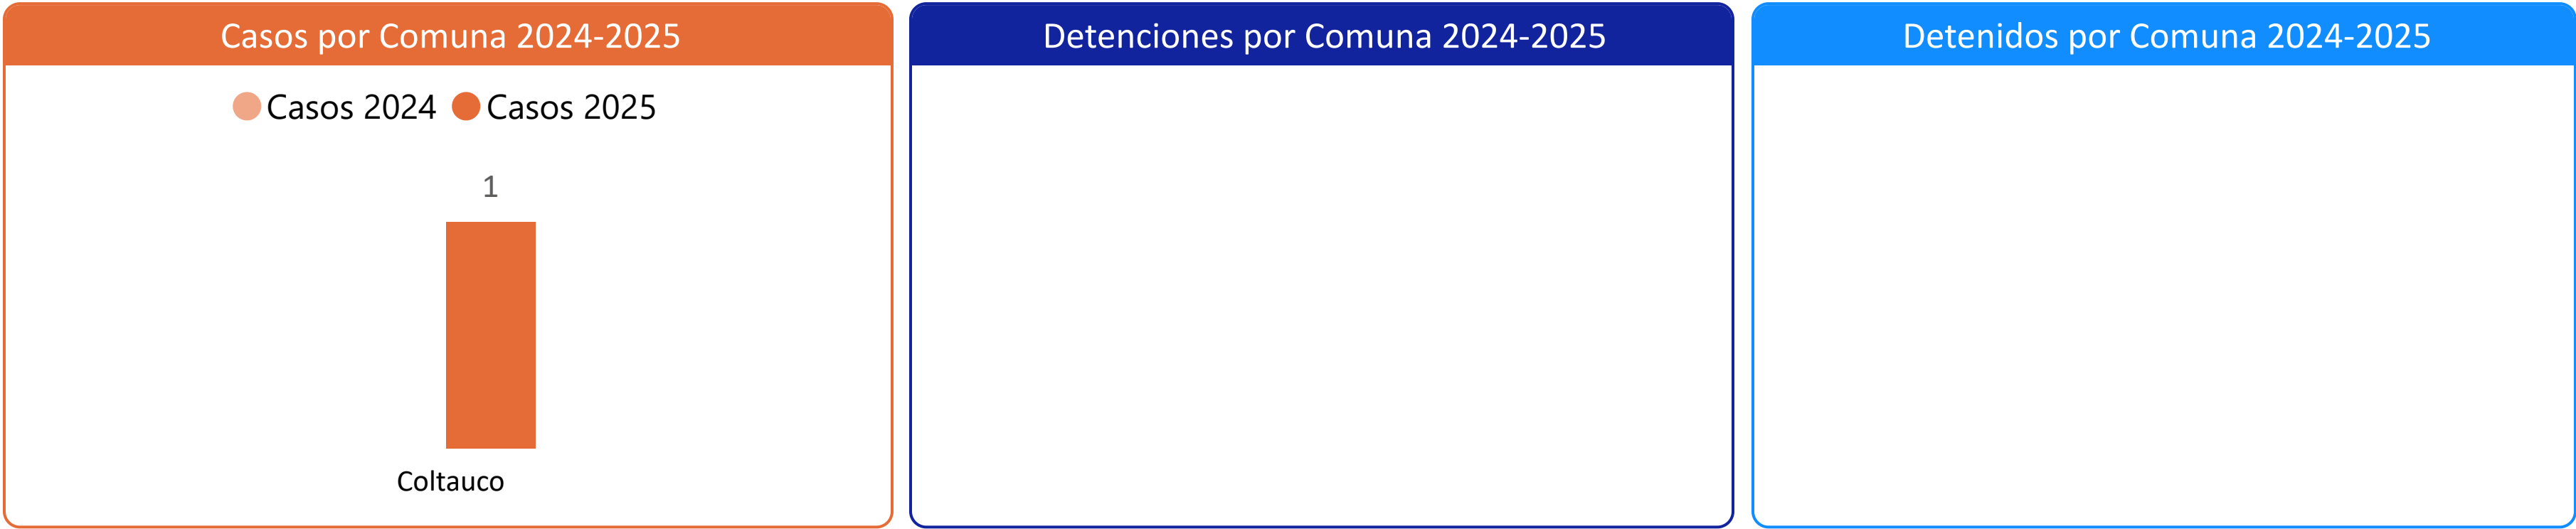 Casos por Comuna 2024-2025
Casos 2024 Casos 2025
1
Coltauco
Detenciones por Comuna 2024-2025
Detenidos por Comuna 2024-2025